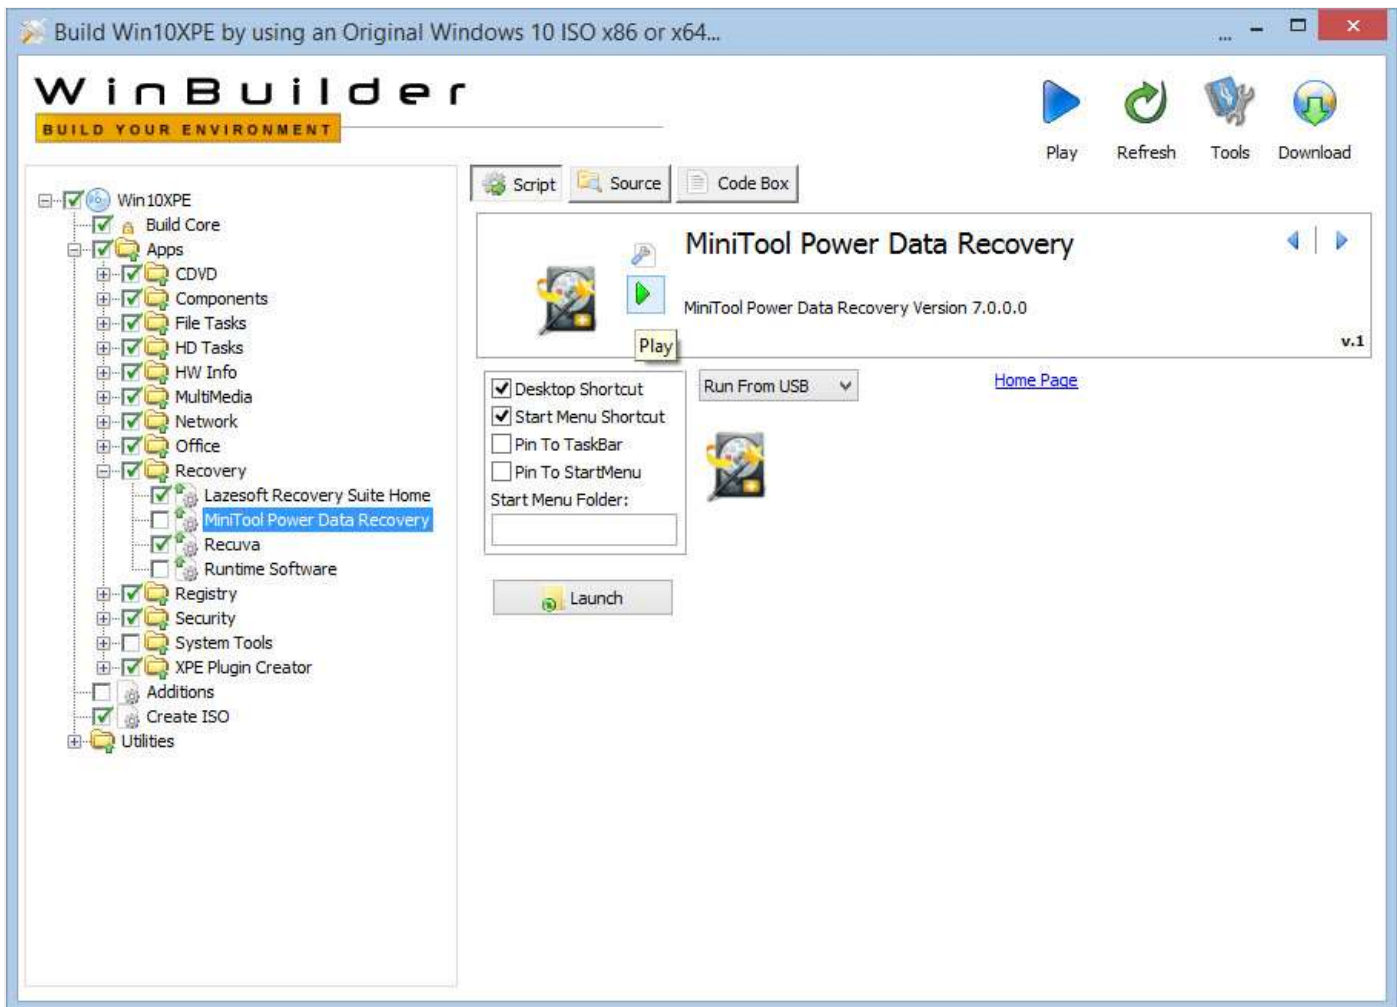 Build Win10XPE by using an Original Windows 10 ISO x86 or x64...
...
WinBuilder
BUILD YOUR ENVIRONMENT
Play
Refresh
Tools
Download
Win10XPE
Build Core
Apps
CDVD
Components
File Tasks
HD Tasks
HW Info
MultiMedia
Network
Office
Recovery
Lazesoft Recovery Suite Home
MiniTool Power Data Recovery
Recuva
Runtime Software
Registry
Security
System Tools
XPE Plugin Creator
Additions
Create ISO
Utilities
Script
Source
Code Box
MiniTool Power Data Recovery
MiniTool Power Data Recovery Version 7.0.0.0
Play
v.1
Desktop Shortcut
Start Menu Shortcut
Pin To TaskBar
Pin To StartMenu
Start Menu Folder:
Run From USB
Home Page
Launch